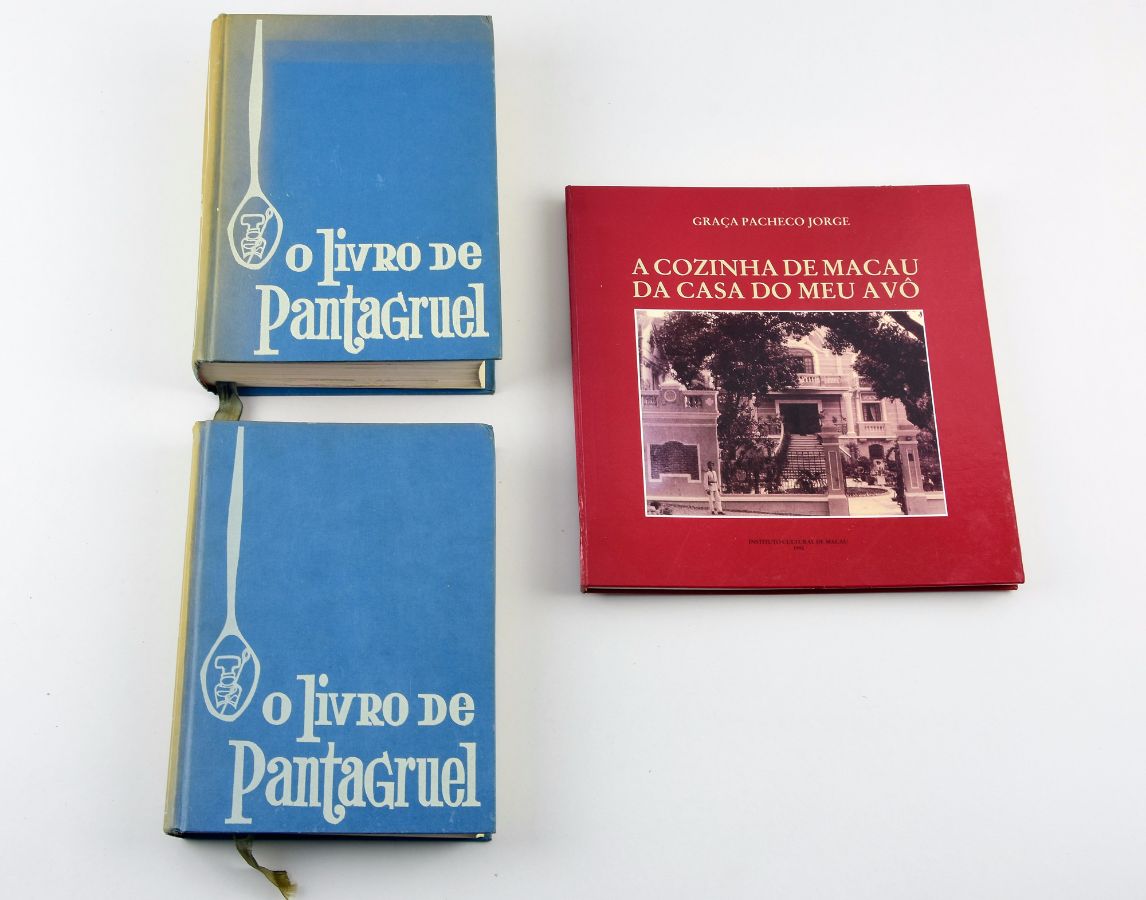 O LIVRO DE
PANTAGRUEL
O LIVRO DE
PANTAGRUEL
GRAÇA PACHECO JORGE
A COZINHA DE MACAU
DA CASA DO MEU AVÔ
INSTITUTO CULTURAL DE MACAU